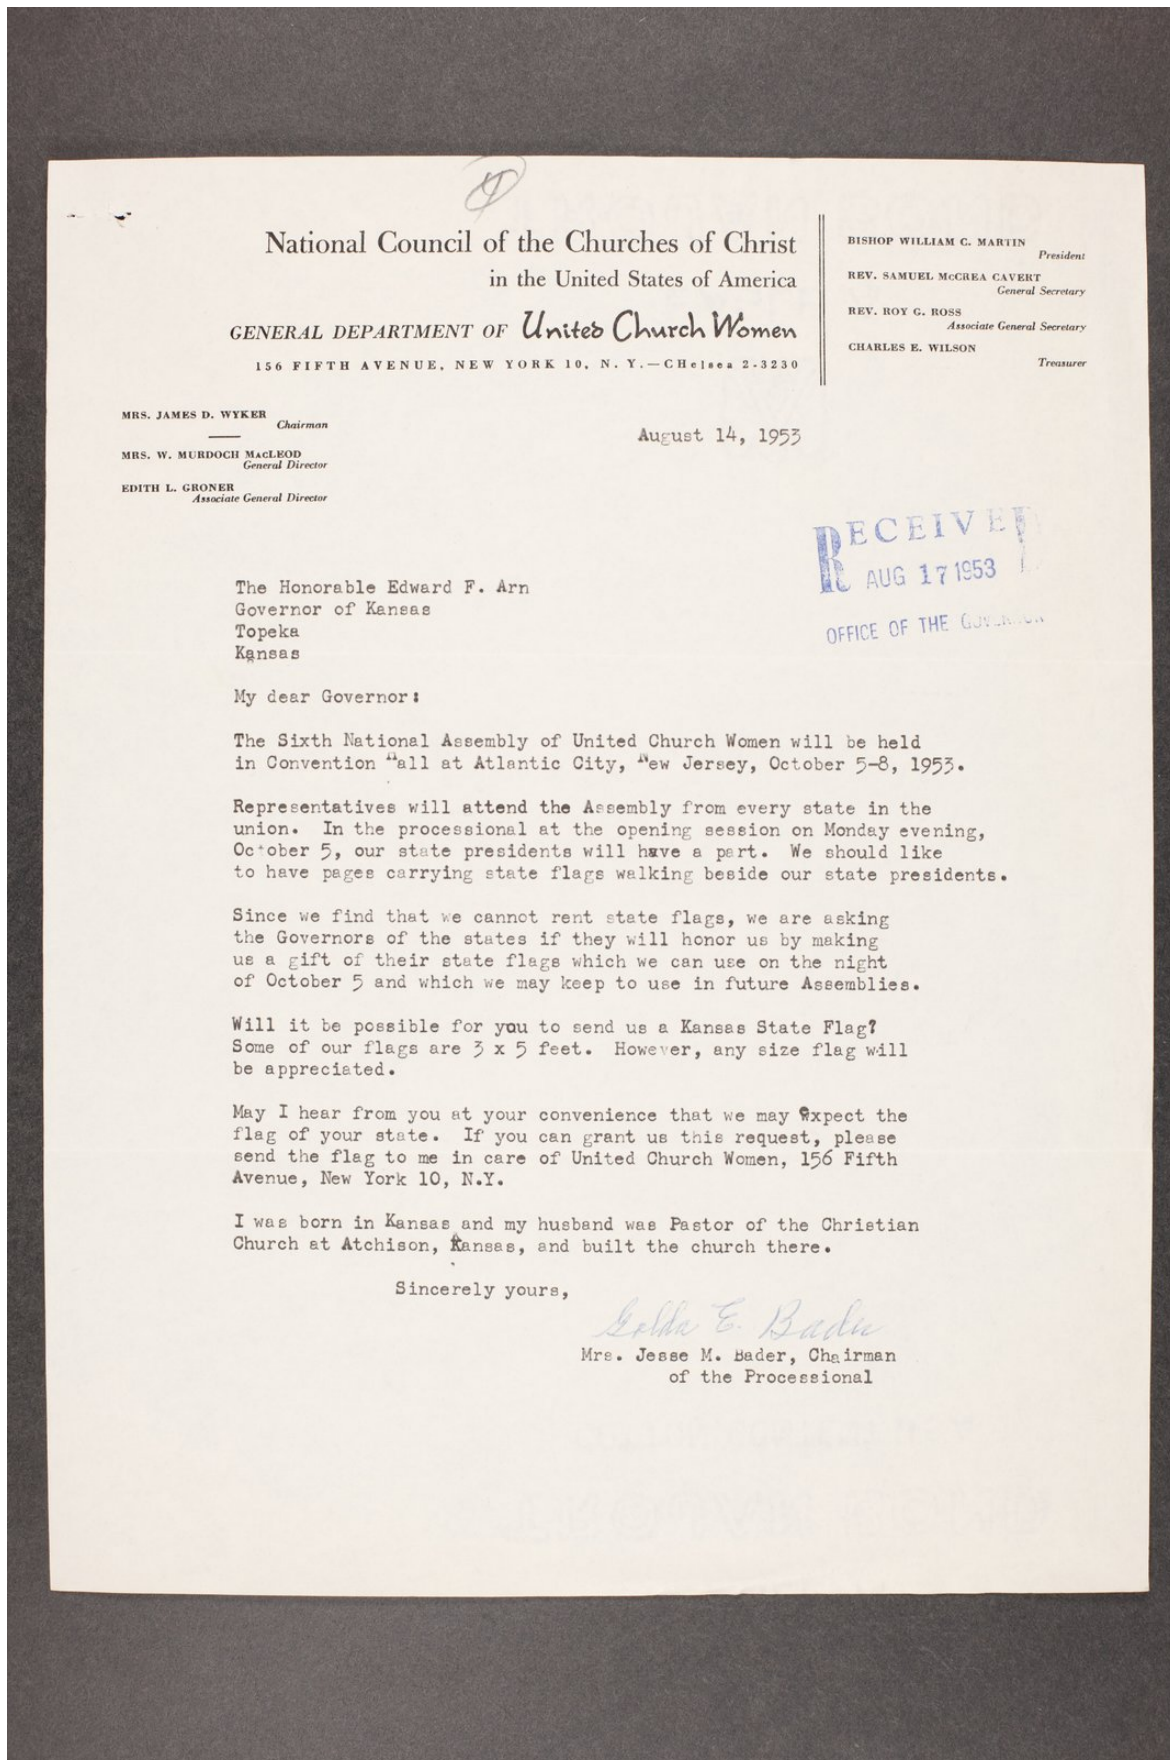 National Council of the Churches of Christ
in the United States of America
GENERAL DEPARTMENT OF United Church Women
156 FIFTH AVENUE, NEW YORK 10, N. Y.—CHelsea 2-3230
BISHOP WILLIAM C. MARTIN
President
REV. SAMUEL McCREA CAVERT
General Secretary
REV. ROY G. ROSS
Associate General Secretary
CHARLES E. WILSON
Treasurer
MRS. JAMES D. WYKER
Chairman
MRS. W. MURDOCH MacLEOD
General Director
EDITH L. GRONER
Associate General Director
August 14, 1953
RECEIVED
AUG 17 1953
OFFICE OF THE GOVERNOR
The Honorable Edward F. Arn
Governor of Kansas
Topeka
Kansas
My dear Governor:
The Sixth National Assembly of United Church Women will be held
in Convention Hall at Atlantic City, New Jersey, October 5-8, 1953.
Representatives will attend the Assembly from every state in the
union. In the processional at the opening session on Monday evening,
October 5, our state presidents will have a part. We should like
to have pages carrying state flags walking beside our state presidents.
Since we find that we cannot rent state flags, we are asking
the Governors of the states if they will honor us by making
us a gift of their state flags which we can use on the night
of October 5 and which we may keep to use in future Assemblies.
Will it be possible for you to send us a Kansas State Flag?
Some of our flags are 3 x 5 feet. However, any size flag will
be appreciated.
May I hear from you at your convenience that we may expect the
flag of your state. If you can grant us this request, please
send the flag to me in care of United Church Women, 156 Fifth
Avenue, New York 10, N.Y.
I was born in Kansas and my husband was Pastor of the Christian
Church at Atchison, Kansas, and built the church there.
Sincerely yours,
Golda E. Bader
Mrs. Jesse M. Bader, Chairman
of the Processional